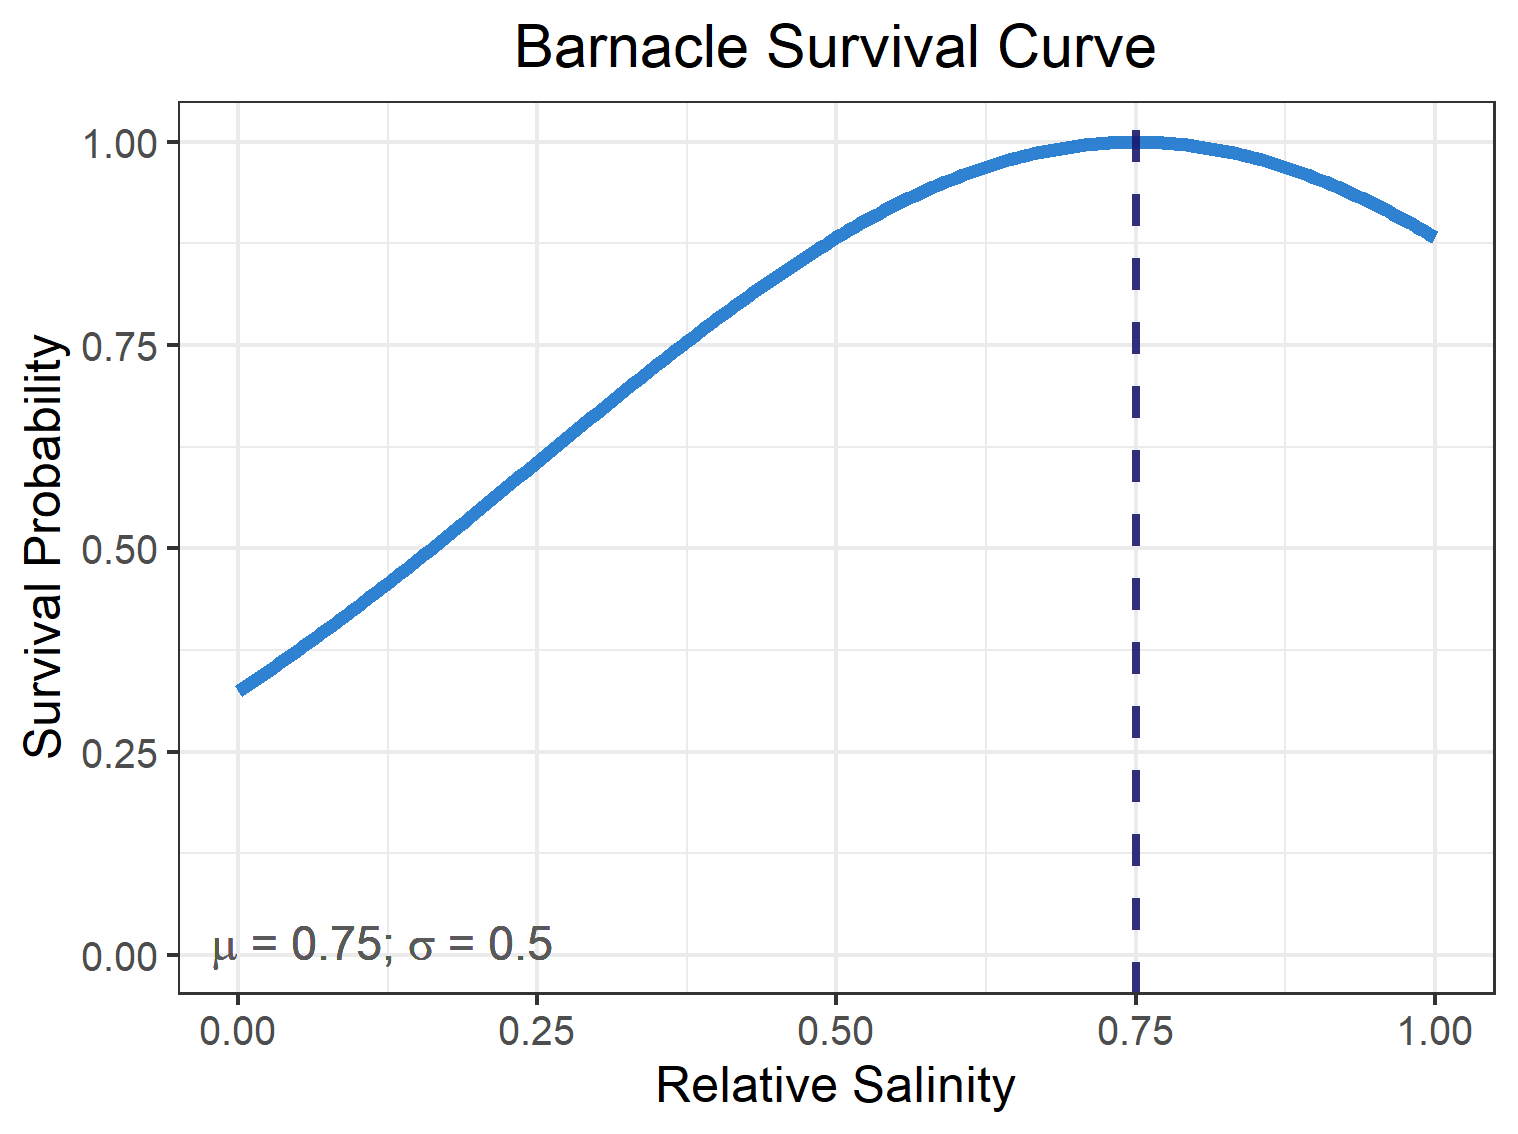 Barnacle Survival Curve
1.00
0.75
0.50
0.25
0.00
Survival Probability
μ = 0.75; σ = 0.5
0.00 0.25 0.50 0.75 1.00
Relative Salinity